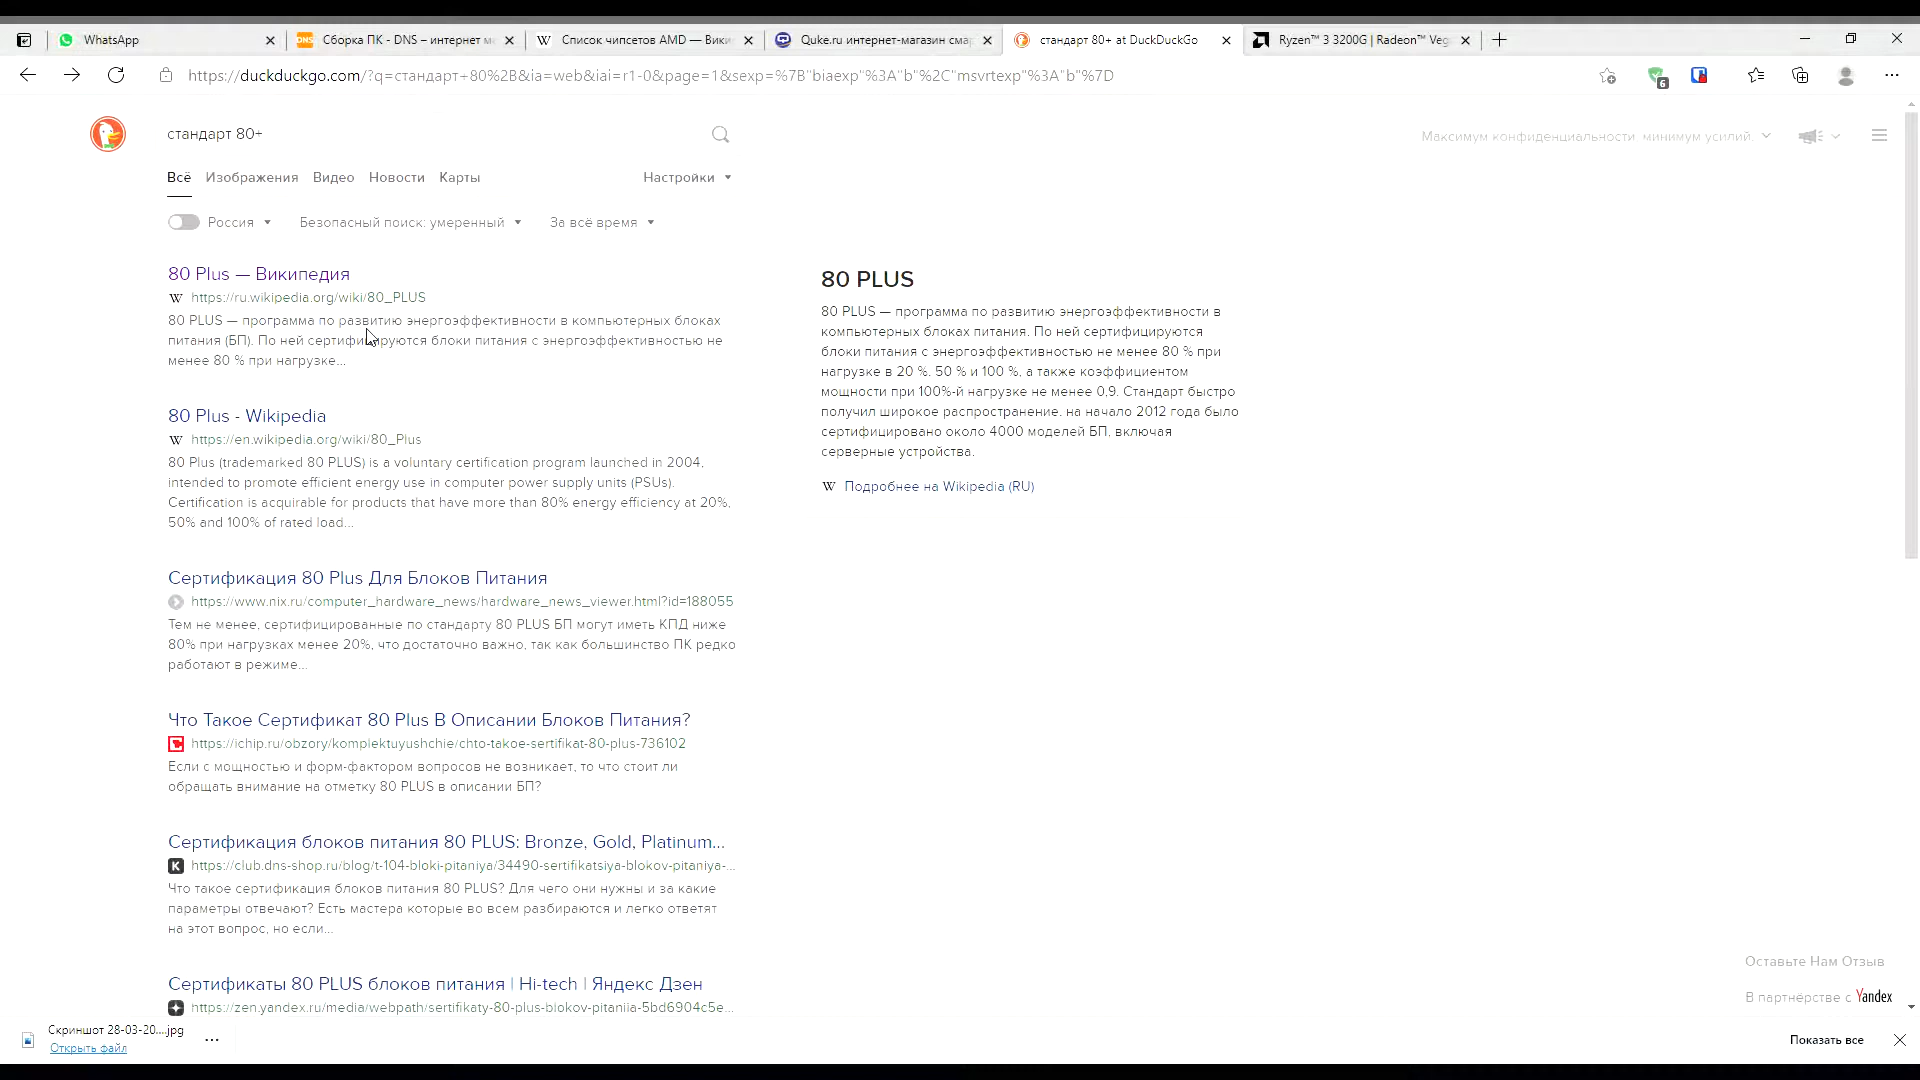 WhatsApp
DNS
Сборка ПК - DNS – интернет м
W
Список чипсетов AMD — Вики
Quke.ru интернет-магазин сма
стандарт 80+ at DuckDuckGo
Ryzen™ 3 3200G | Radeon™ Veg
https://duckduckgo.com/?q=стандарт+80%2B&ia=web&iai=r1-0&page=1&sexp=%7B"biaexp"%3A"b"%2C"msvrtexp"%3A"b"%7D
6
стандарт 80+
Максимум конфиденциальности, минимум усилий.
Всё
Изображения
Видео
Новости
Карты
Настройки
Россия
Безопасный поиск: умеренный
За всё время
80 Plus — Википедия
W https://ru.wikipedia.org/wiki/80_PLUS
80 PLUS — программа по развитию энергоэффективности в компьютерных блоках
питания (БП). По ней сертифицируются блоки питания с энергоэффективностью не
менее 80 % при нагрузке...
80 Plus - Wikipedia
W https://en.wikipedia.org/wiki/80_Plus
80 Plus (trademarked 80 PLUS) is a voluntary certification program launched in 2004,
intended to promote efficient energy use in computer power supply units (PSUs).
Certification is acquirable for products that have more than 80% energy efficiency at 20%,
50% and 100% of rated load...
Сертификация 80 Plus Для Блоков Питания
https://www.nix.ru/computer_hardware_news/hardware_news_viewer.html?id=188055
Тем не менее, сертифицированные по стандарту 80 PLUS БП могут иметь КПД ниже
80% при нагрузках менее 20%, что достаточно важно, так как большинство ПК редко
работают в режиме...
Что Такое Сертификат 80 Plus В Описании Блоков Питания?
https://ichip.ru/obzory/komplektuyushchie/chto-takoe-sertifikat-80-plus-736102
Если с мощностью и форм-фактором вопросов не возникает, то что стоит ли
обращать внимание на отметку 80 PLUS в описании БП?
Сертификация блоков питания 80 PLUS: Bronze, Gold, Platinum...
K https://club.dns-shop.ru/blog/t-104-bloki-pitaniya/34490-sertifikatsiya-blokov-pitaniya-...
Что такое сертификация блоков питания 80 PLUS? Для чего они нужны и за какие
параметры отвечают? Есть мастера которые во всем разбираются и легко ответят
на этот вопрос, но если...
Сертификаты 80 PLUS блоков питания | Hi-tech | Яндекс Дзен
https://zen.yandex.ru/media/webpath/sertifikaty-80-plus-blokov-pitaniia-5bd6904c5e...
80 PLUS
80 PLUS — программа по развитию энергоэффективности в
компьютерных блоках питания. По ней сертифицируются
блоки питания с энергоэффективностью не менее 80 % при
нагрузке в 20 %, 50 % и 100 %, а также коэффициентом
мощности при 100%-й нагрузке не менее 0,9. Стандарт быстро
получил широкое распространение, на начало 2012 года было
сертифицировано около 4000 моделей БП, включая
серверные устройства.
W Подробнее на Wikipedia (RU)
Оставьте Нам Отзыв
В партнёрстве с Yandex
Скриншот 28-03-20....jpg
Открыть файл
Показать все